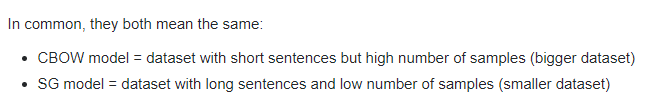 In common, they both mean the same:
• CBOW model = dataset with short sentences but high number of samples (bigger dataset)
• SG model = dataset with long sentences and low number of samples (smaller dataset)